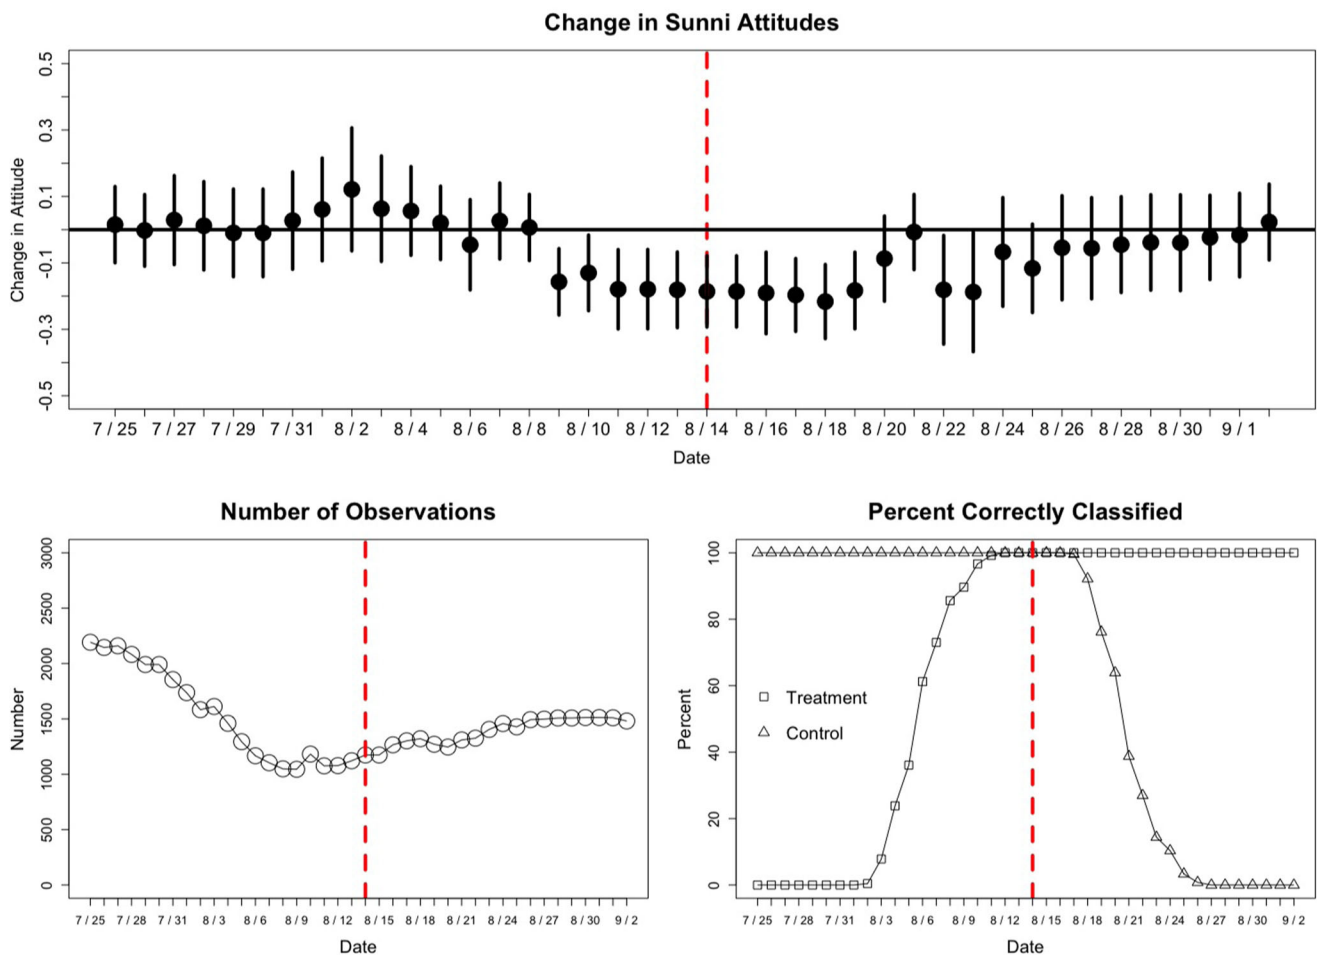 Change in Sunni Attitudes
Change in Attitude
0.5
0.3
0.1
-0.1
-0.3
-0.5
7 / 25 7 / 27 7 / 29 7 / 31 8 / 2 8 / 4 8 / 6 8 / 8 8 / 10 8 / 12 8 / 14 8 / 16 8 / 18 8 / 20 8 / 22 8 / 24 8 / 26 8 / 28 8 / 30 9 / 1
Date
Number of Observations
Number
3000
2500
2000
1500
1000
500
0
7 / 25 7 / 28 7 / 31 8 / 3 8 / 6 8 / 9 8 / 12 8 / 15 8 / 18 8 / 21 8 / 24 8 / 27 8 / 30 9 / 2
Date
Percent Correctly Classified
Percent
100
80
60
40
20
0
Treatment
Control
7 / 25 7 / 28 7 / 31 8 / 3 8 / 6 8 / 9 8 / 12 8 / 15 8 / 18 8 / 21 8 / 24 8 / 27 8 / 30 9 / 2
Date